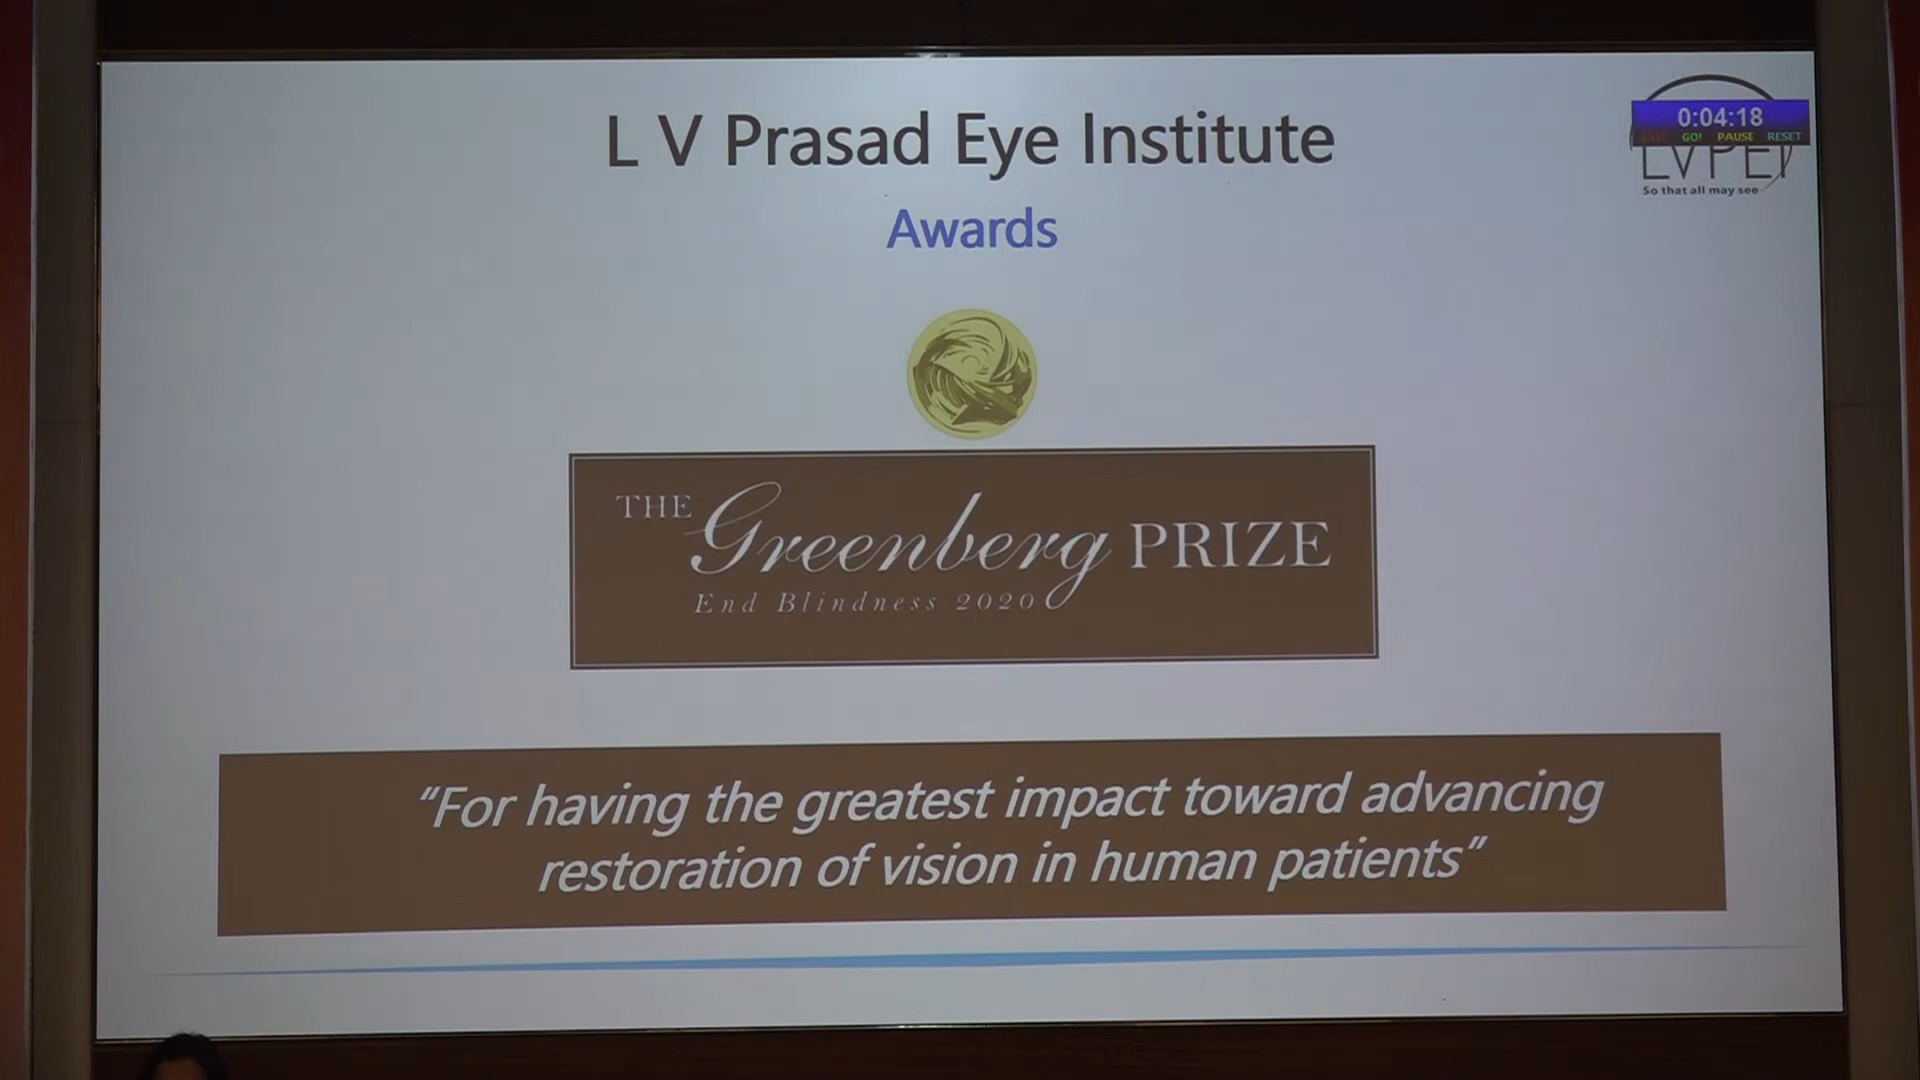 L V Prasad Eye Institute
Awards
0:04:18
GO! PAUSE RESET
LVPEI
So that all may see
THE Greenberg PRIZE
End Blindness 2020
“For having the greatest impact toward advancing
restoration of vision in human patients”